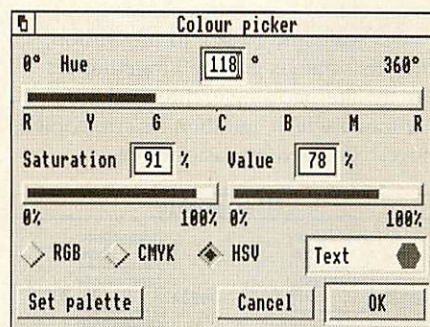 Colour picker
0° Hue 118 ° 360°
R Y G C B M R
Saturation 91 % Value 78 %
0% 100% 0% 100%
RGB CMYK HSV Text
Set palette Cancel OK